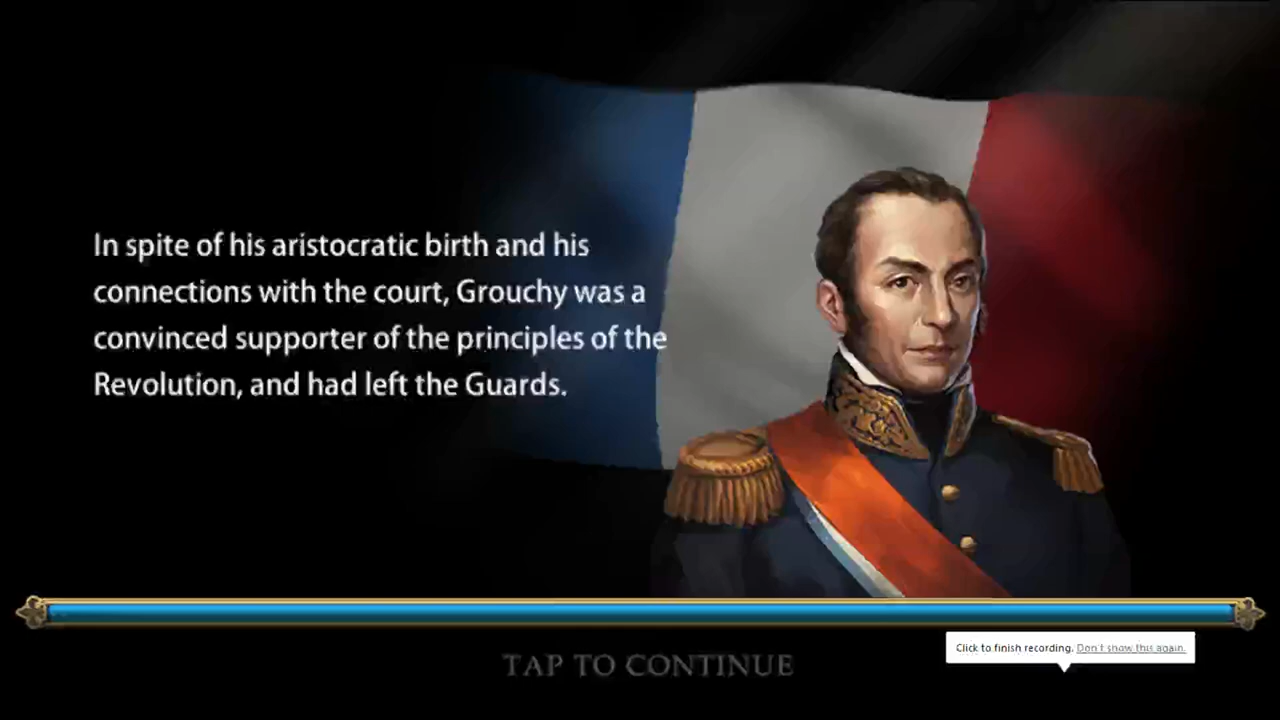 In spite of his aristocratic birth and his
connections with the court, Grouchy was a
convinced supporter of the principles of the
Revolution, and had left the Guards.
Click to finish recording. Don't show this again.
TAP TO CONTINUE